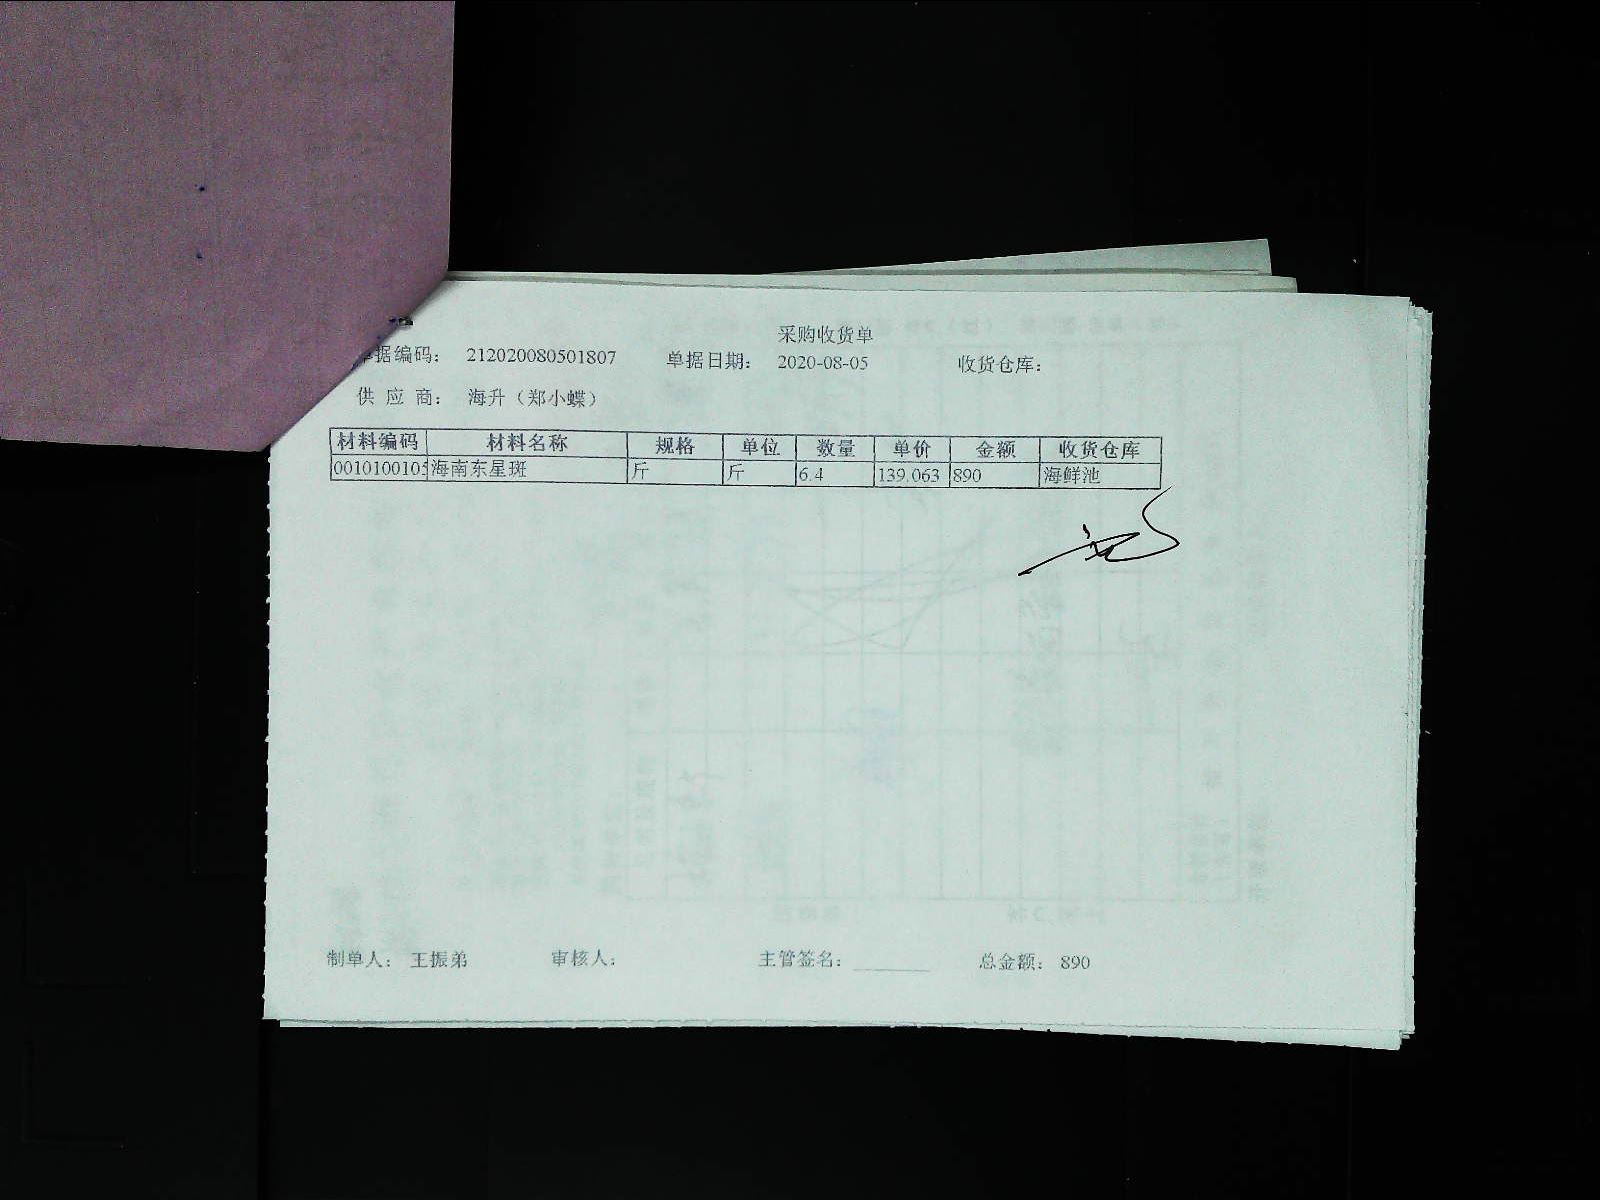 采购收货单
单据编码： 212020080501807 单据日期： 2020-08-05 收货仓库：
供 应 商： 海升（郑小蝶）
材料编码 材料名称 规格 单位 数量 单价 金额 收货仓库
0010100105 海南东星斑 斤 斤 6.4 139.063 890 海鲜池
制单人： 王振弟 审核人： 主管签名： 总金额： 890